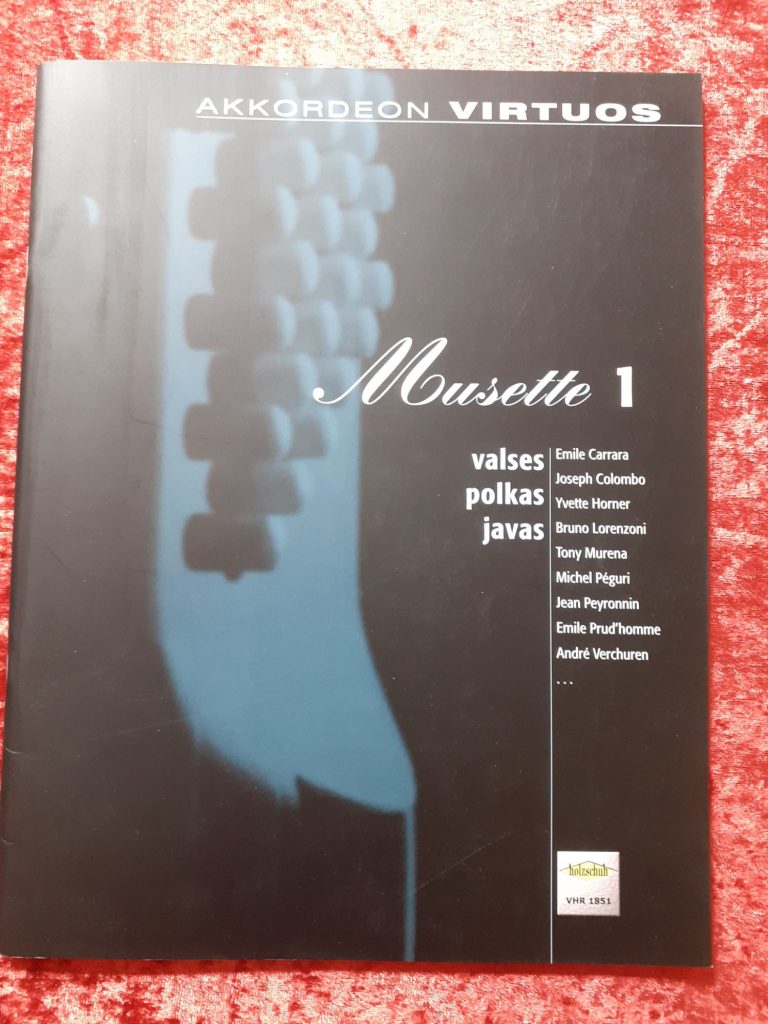 AKKORDEON VIRTUOS
Musette 1
valses
polkas
javas
Emile Carrara
Joseph Colombo
Yvette Horner
Bruno Lorenzoni
Tony Murena
Michel Péguri
Jean Peyronnin
Emile Prud'homme
André Verchuren
...
holzschuh
VHR 1851